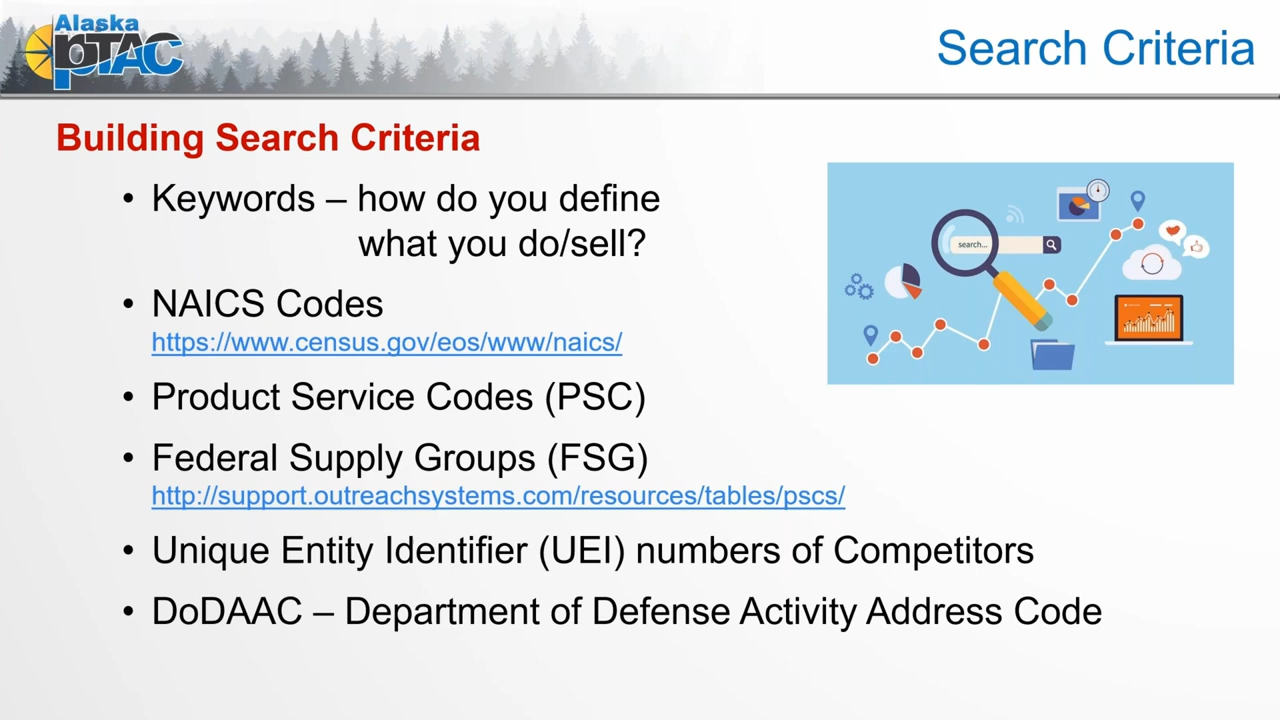 Alaska
pTAC
Search Criteria
Building Search Criteria
• Keywords – how do you define
what you do/sell?
search...
• NAICS Codes
https://www.census.gov/eos/www/naics/
• Product Service Codes (PSC)
• Federal Supply Groups (FSG)
http://support.outreachsystems.com/resources/tables/pscs/
• Unique Entity Identifier (UEI) numbers of Competitors
• DoDAAC – Department of Defense Activity Address Code